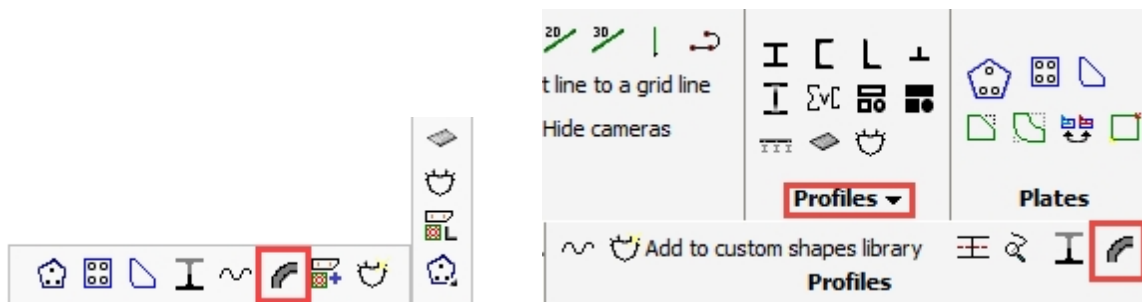 2D 3D
t line to a grid line
Hide cameras
Profiles
Plates
Add to custom shapes library
Profiles